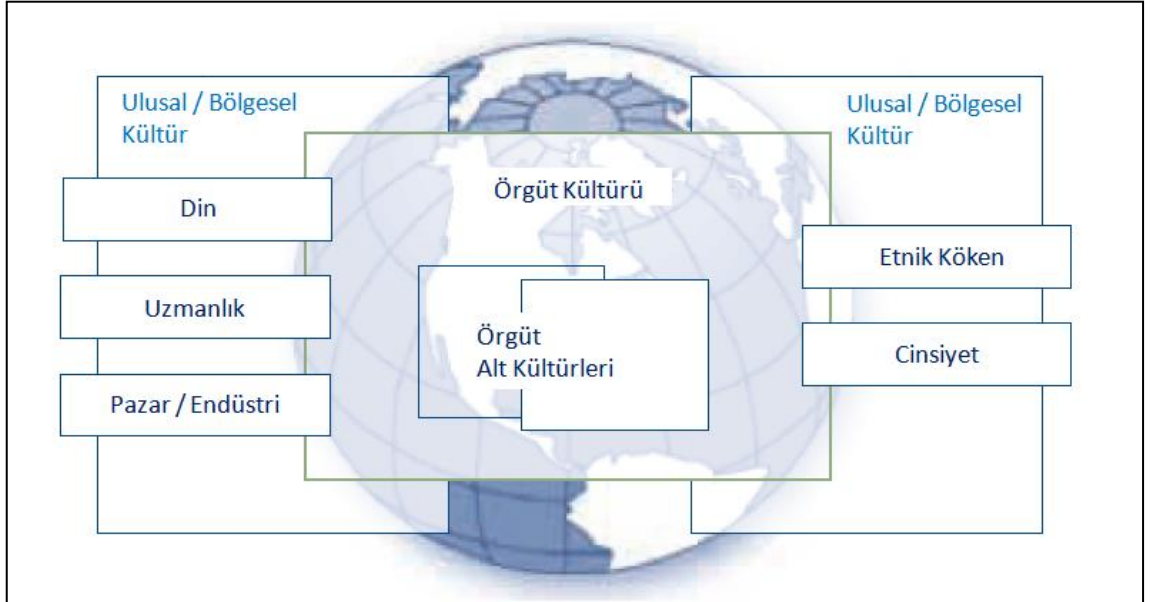 Ulusal / Bölgesel
Kültür
Ulusal / Bölgesel
Kültür
Örgüt Kültürü
Din
Etnik Köken
Uzmanlık
Örgüt
Alt Kültürleri
Cinsiyet
Pazar / Endüstri